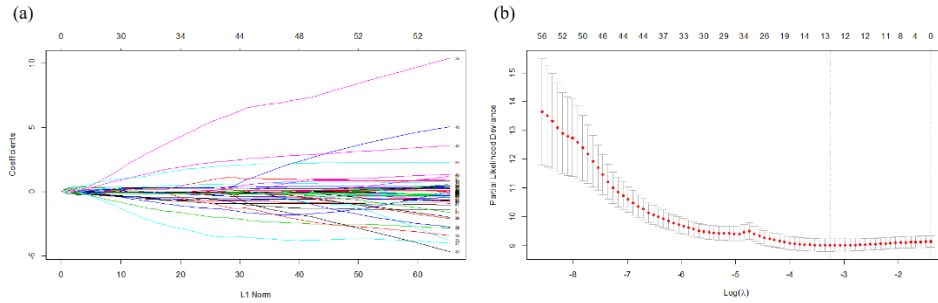 (a)
0 30 34 44 48 52 52
10
5
0
-5
Coefficients
0 10 20 30 40 50 60
L1 Norm
(b)
56 52 50 46 44 44 37 33 30 29 34 26 19 14 13 12 12 11 8 4 0
15
14
13
12
11
10
9
Partial Likelihood Deviance
-8 -7 -6 -5 -4 -3 -2
Log(λ)